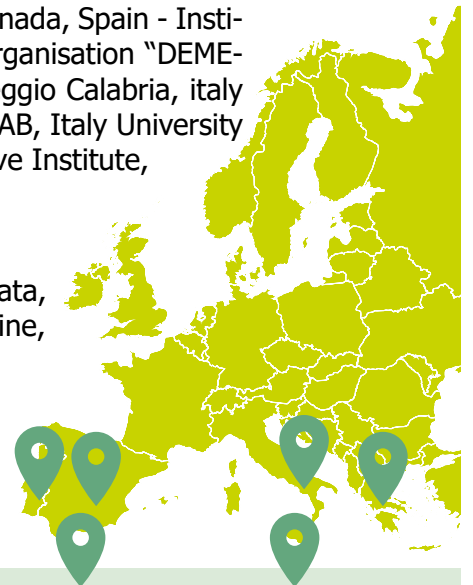 nada, Spain - Insti-
rganisation “DEME-
ggio Calabria, italy
AB, Italy University
ve Institute,
ata,
ine,